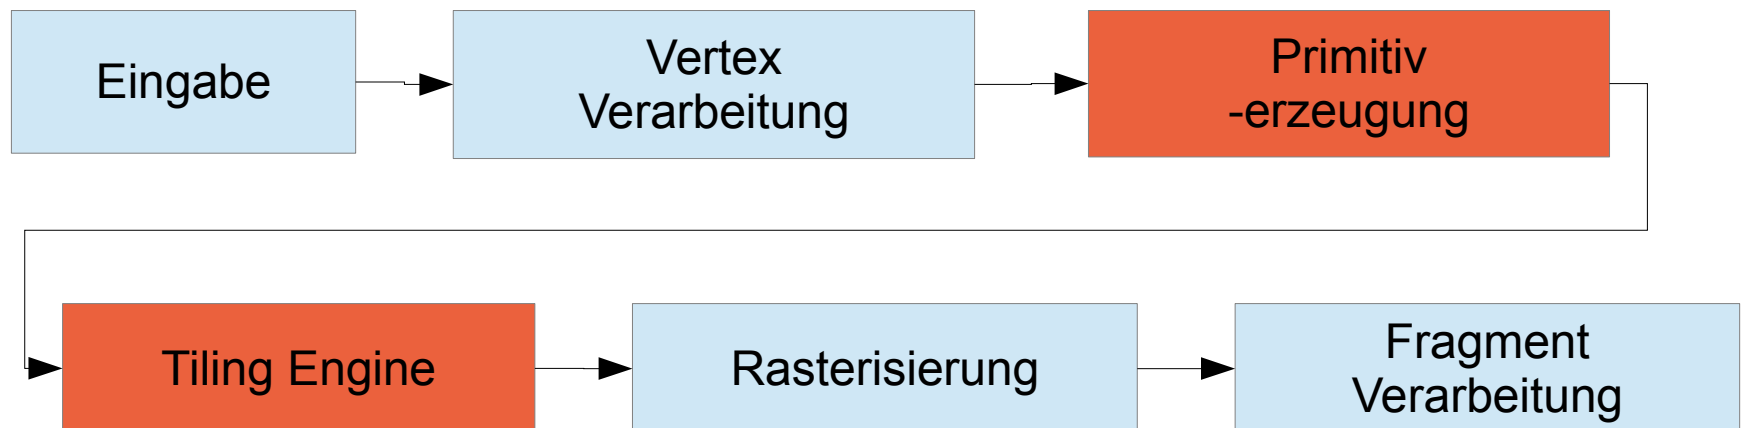 Eingabe
Vertex
Verarbeitung
Primitiv
-erzeugung
Tiling Engine
Rasterisierung
Fragment
Verarbeitung